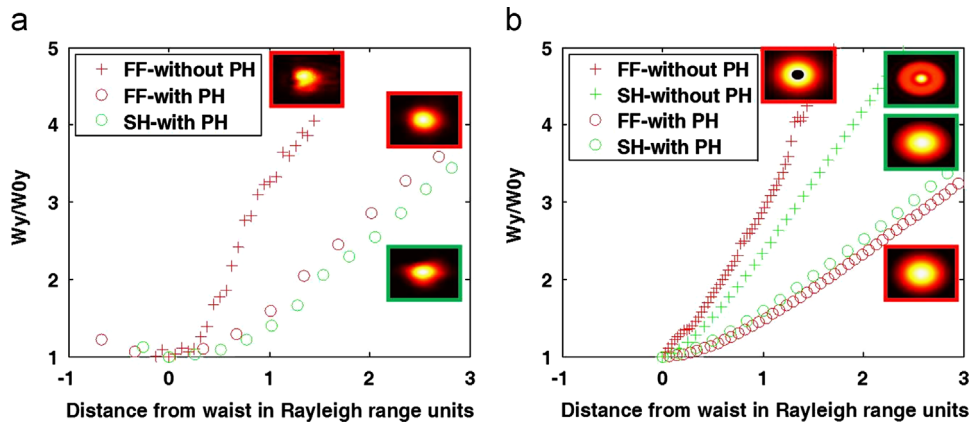 a
5
4
3
2
1
-1
0
1
2
3
Wy/W0y
Distance from waist in Rayleigh range units
FF-without PH
FF-with PH
SH-with PH
b
5
4
3
2
1
-1
0
1
2
3
Wy/W0y
Distance from waist in Rayleigh range units
FF-without PH
SH-without PH
FF-with PH
SH-with PH